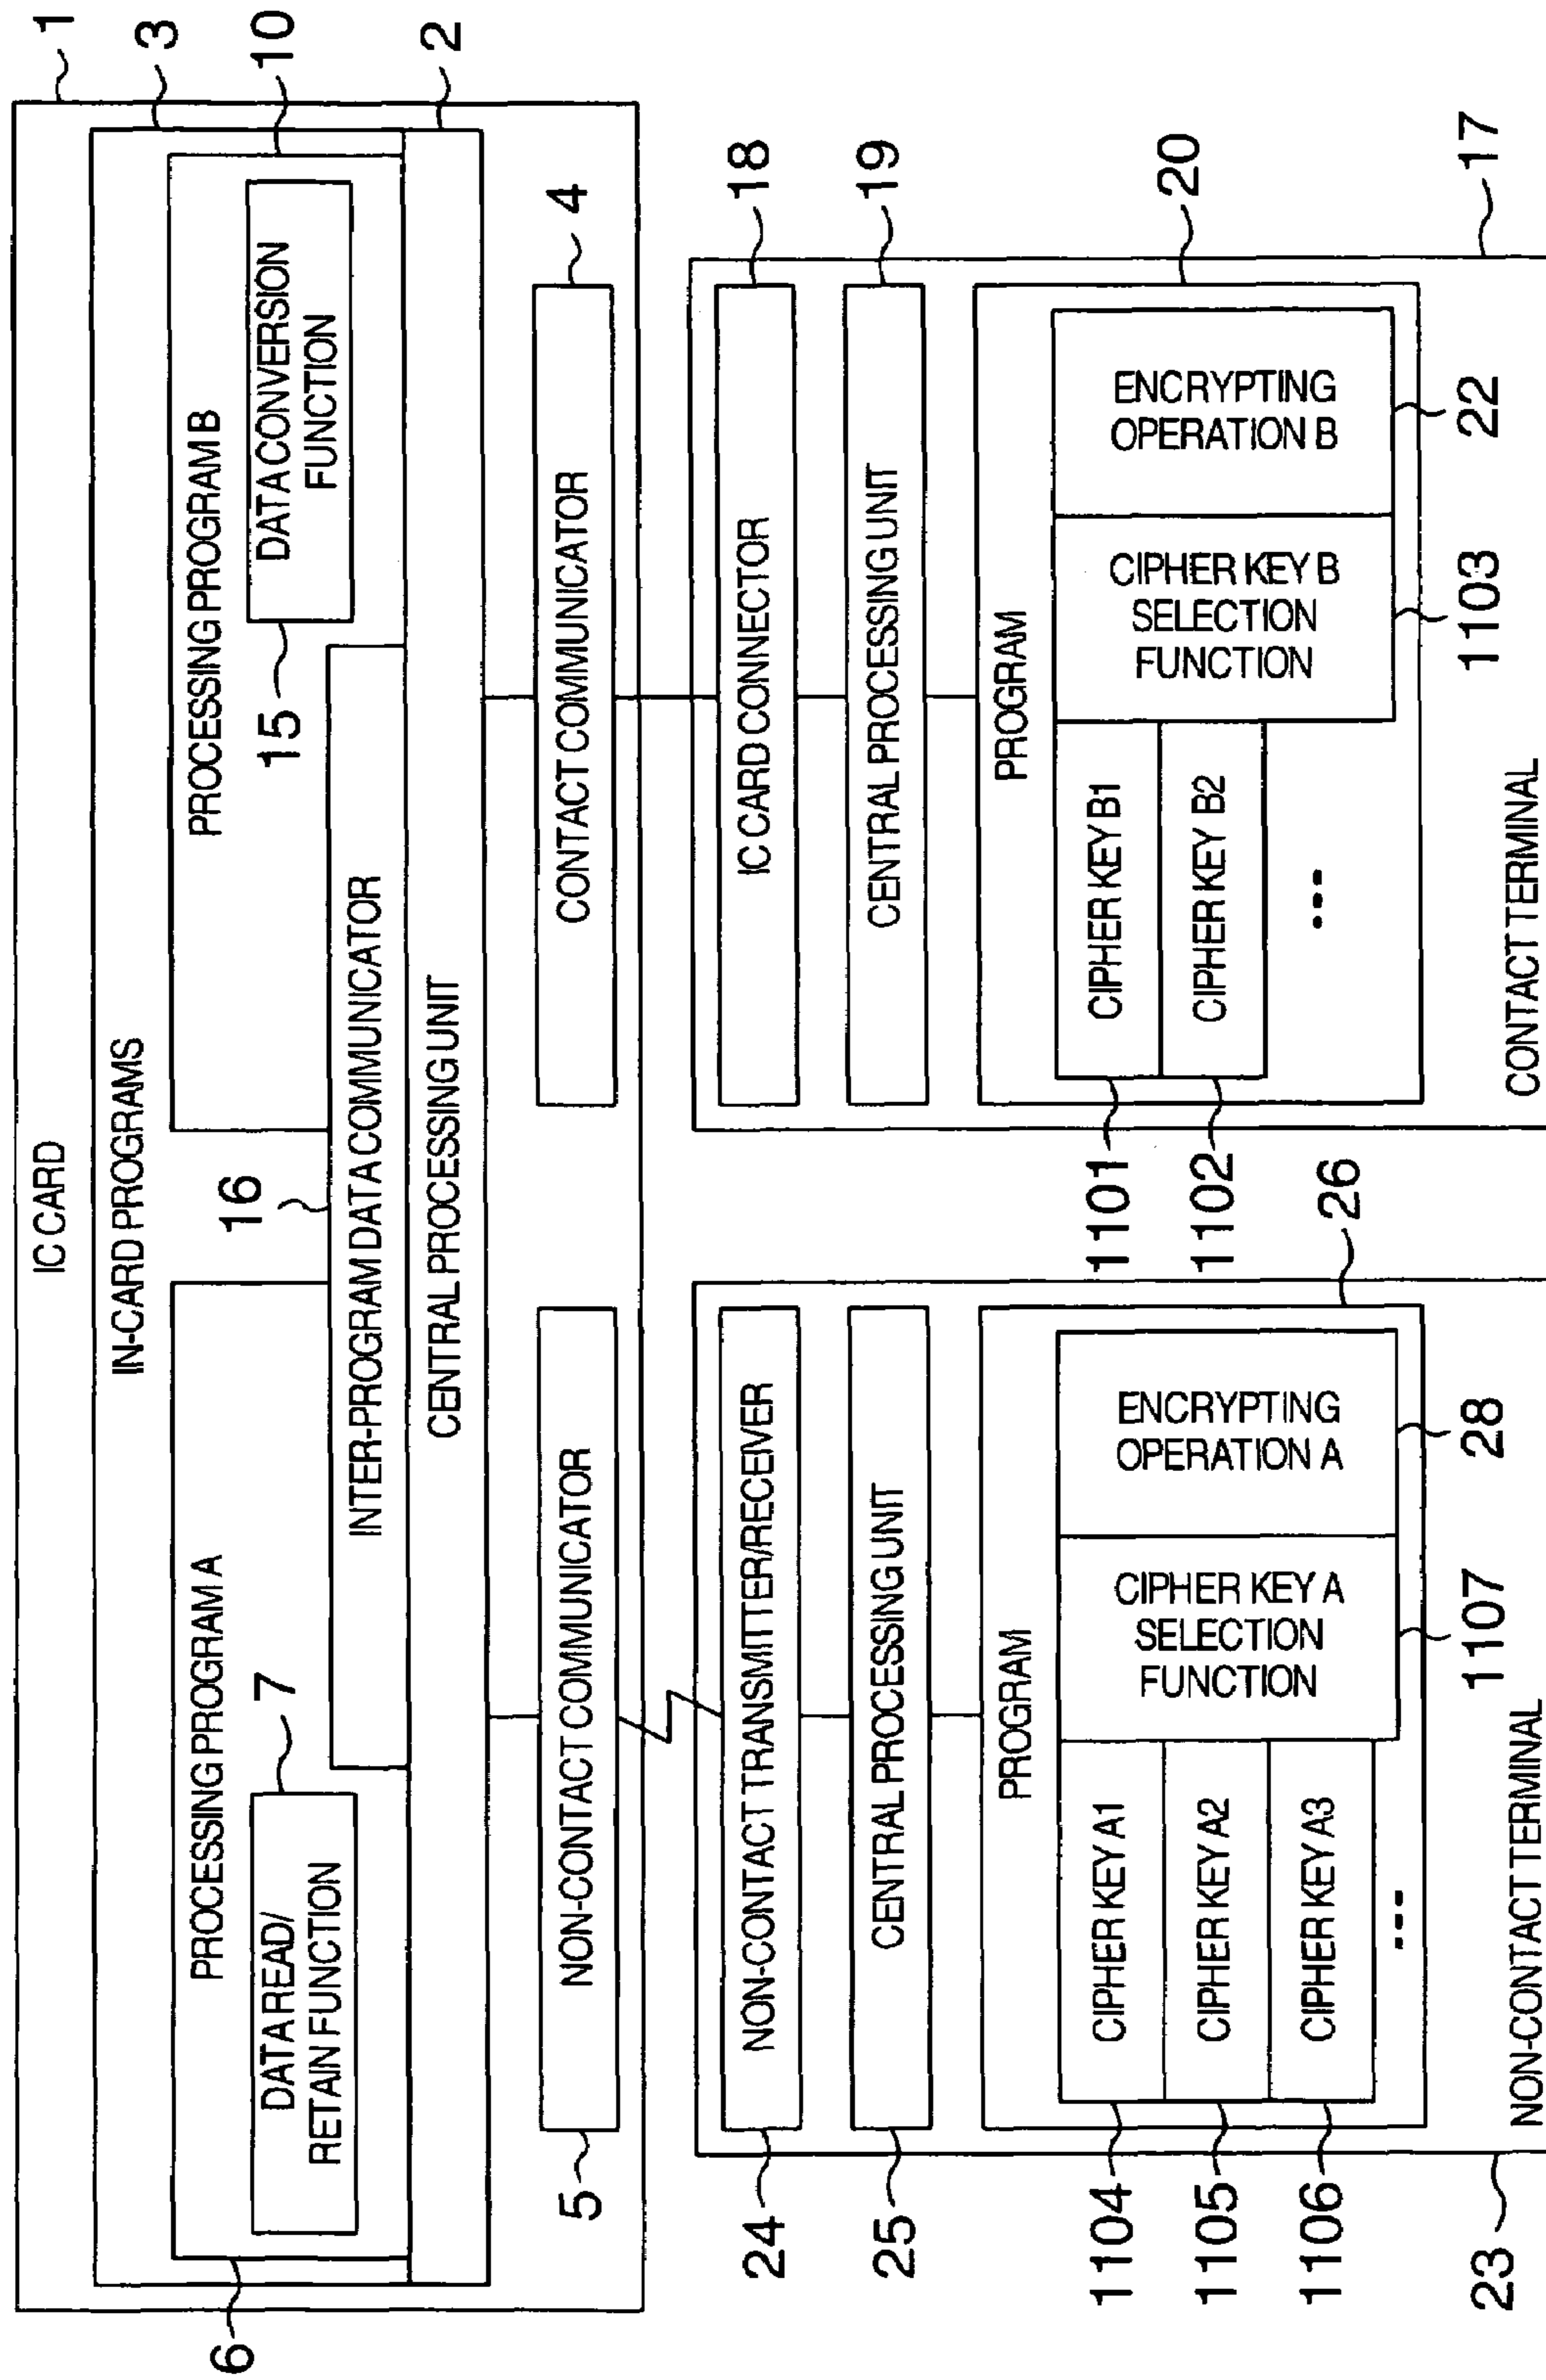 IC CARD
1
IN-CARD PROGRAMS
3
PROCESSING PROGRAM A
PROCESSING PROGRAM B
10
6
DATA READ/
RETAIN FUNCTION
7
16
15
DATA CONVERSION
FUNCTION
INTER-PROGRAM DATA COMMUNICATOR
CENTRAL PROCESSING UNIT
2
5
NON-CONTACT COMMUNICATOR
CONTACT COMMUNICATOR
4
24
NON-CONTACT TRANSMITTER/RECEIVER
IC CARD CONNECTOR
18
25
CENTRAL PROCESSING UNIT
CENTRAL PROCESSING UNIT
19
PROGRAM
26
PROGRAM
20
1104
CIPHER KEY A1
1105
CIPHER KEY A2
1106
CIPHER KEY A3
...
CIPHER KEY A
SELECTION
FUNCTION
1107
ENCRYPTING
OPERATION A
28
1101
CIPHER KEY B1
1102
CIPHER KEY B2
...
CIPHER KEY B
SELECTION
FUNCTION
1103
ENCRYPTING
OPERATION B
22
23
NON-CONTACT TERMINAL
CONTACT TERMINAL
17